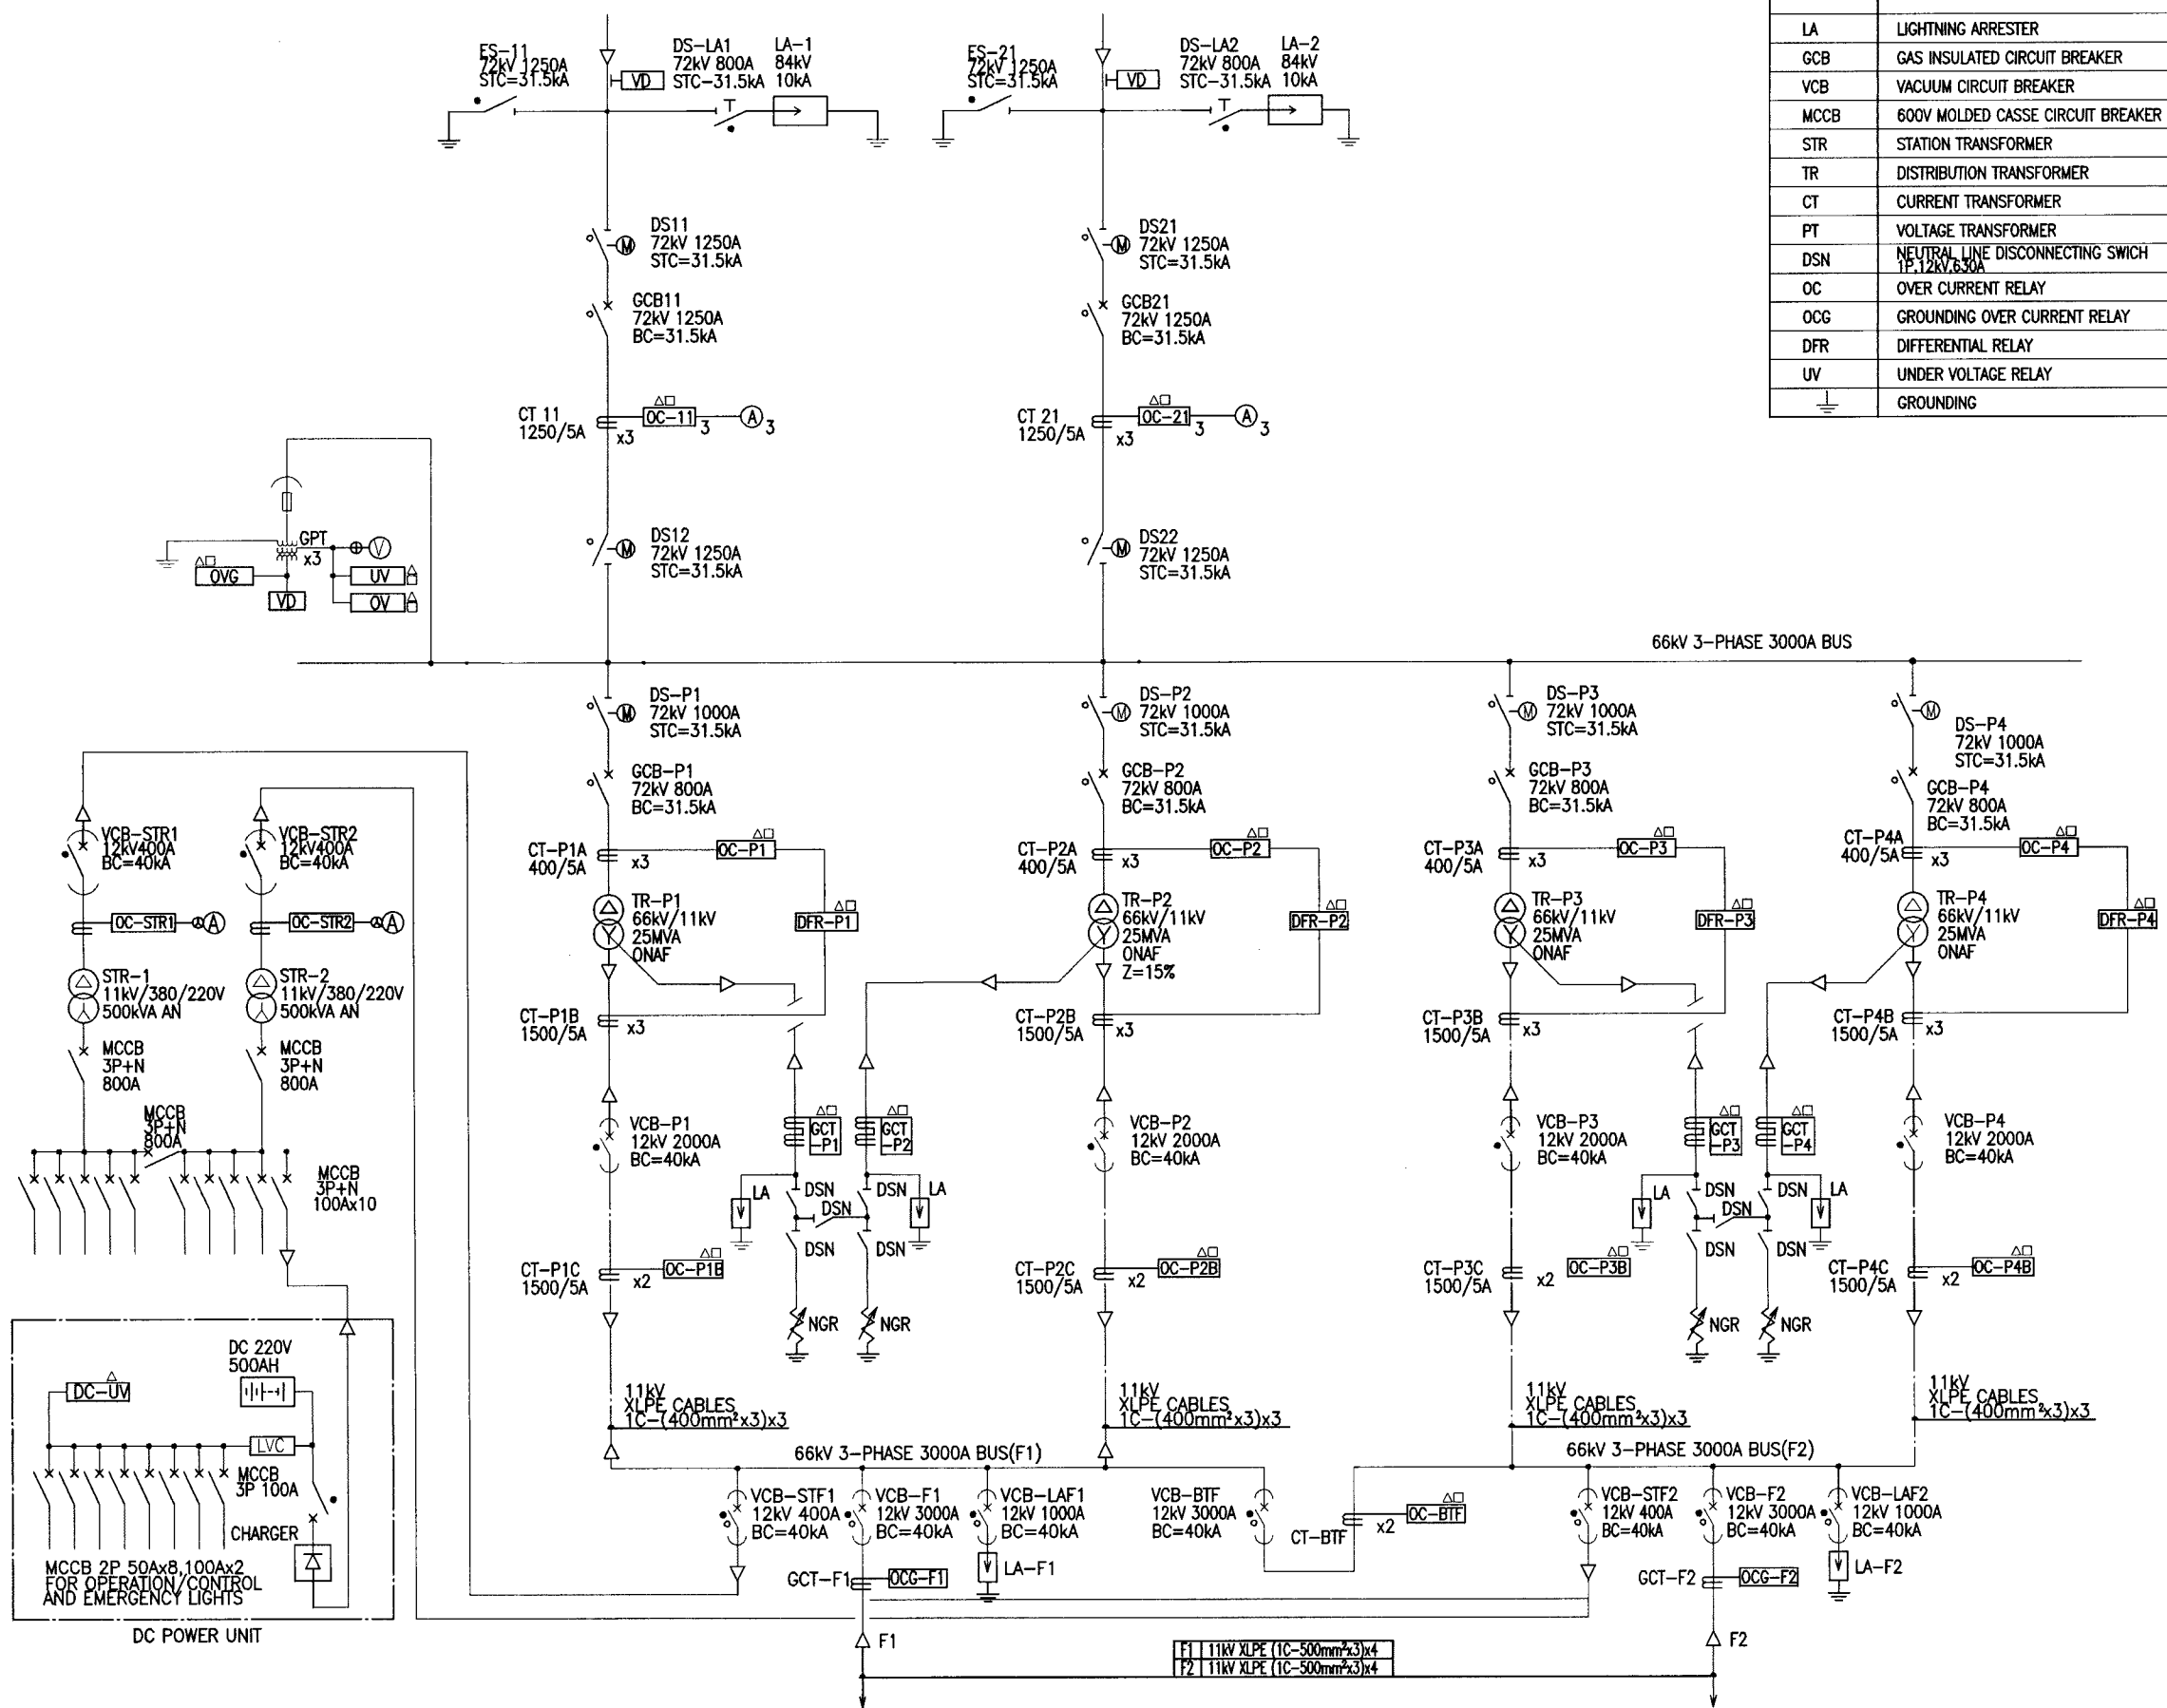 LA LIGHTNING ARRESTER
GCB GAS INSULATED CIRCUIT BREAKER
VCB VACUUM CIRCUIT BREAKER
MCCB 600V MOLDED CASSE CIRCUIT BREAKER
STR STATION TRANSFORMER
TR DISTRIBUTION TRANSFORMER
CT CURRENT TRANSFORMER
PT VOLTAGE TRANSFORMER
DSN NEUTRAL LINE DISCONNECTING SWICH
1P,12kV,630A
OC OVER CURRENT RELAY
OCG GROUNDING OVER CURRENT RELAY
DFR DIFFERENTIAL RELAY
UV UNDER VOLTAGE RELAY
GROUNDING
ES-11
72kV 1250A
STC=31.5kA
VD
DS-LA1
72kV 800A
STC-31.5kA
LA-1
84kV
10kA
ES-21
72kV 1250A
STC=31.5kA
VD
DS-LA2
72kV 800A
STC-31.5kA
LA-2
84kV
10kA
DS11
72kV 1250A
STC=31.5kA
M
DS21
72kV 1250A
STC=31.5kA
M
GCB11
72kV 1250A
BC=31.5kA
GCB21
72kV 1250A
BC=31.5kA
CT 11
1250/5A
x3
OC-11
3
A
3
CT 21
1250/5A
x3
OC-21
3
A
3
DS12
72kV 1250A
STC=31.5kA
M
DS22
72kV 1250A
STC=31.5kA
M
GPT
x3
V
OVG
VD
UV
OV
66kV 3-PHASE 3000A BUS
DS-P1
72kV 1000A
STC=31.5kA
M
DS-P2
72kV 1000A
STC=31.5kA
M
DS-P3
72kV 1000A
STC=31.5kA
M
DS-P4
72kV 1000A
STC=31.5kA
M
GCB-P1
72kV 800A
BC=31.5kA
GCB-P2
72kV 800A
BC=31.5kA
GCB-P3
72kV 800A
BC=31.5kA
GCB-P4
72kV 800A
BC=31.5kA
CT-P1A
400/5A
x3
OC-P1
CT-P2A
400/5A
x3
OC-P2
CT-P3A
400/5A
x3
OC-P3
CT-P4A
400/5A
x3
OC-P4
TR-P1
66kV/11kV
25MVA
ONAF
DFR-P1
TR-P2
66kV/11kV
25MVA
ONAF
Z=15%
DFR-P2
TR-P3
66kV/11kV
25MVA
ONAF
DFR-P3
TR-P4
66kV/11kV
25MVA
ONAF
DFR-P4
CT-P1B
1500/5A
x3
CT-P2B
1500/5A
x3
CT-P3B
1500/5A
x3
CT-P4B
1500/5A
x3
VCB-STR1
12kV400A
BC=40kA
VCB-STR2
12kV400A
BC=40kA
OC-STR1
A
OC-STR2
A
STR-1
11kV/380/220V
500kVA AN
STR-2
11kV/380/220V
500kVA AN
MCCB
3P+N
800A
MCCB
3P+N
800A
MCCB
3P+N
800A
MCCB
3P+N
100Ax10
VCB-P1
12kV 2000A
BC=40kA
GCT
-P1
GCT
-P2
VCB-P2
12kV 2000A
BC=40kA
VCB-P3
12kV 2000A
BC=40kA
GCT
-P3
GCT
-P4
VCB-P4
12kV 2000A
BC=40kA
LA
DSN
DSN
LA
DSN
DSN
DSN
LA
DSN
DSN
LA
DSN
DSN
DSN
CT-P1C
1500/5A
x2
OC-P1B
CT-P2C
1500/5A
x2
OC-P2B
CT-P3C
1500/5A
x2
OC-P3B
CT-P4C
1500/5A
x2
OC-P4B
NGR
NGR
NGR
NGR
11kV
XLPE CABLES
1C-(400mm²x3)x3
11kV
XLPE CABLES
1C-(400mm²x3)x3
11kV
XLPE CABLES
1C-(400mm²x3)x3
11kV
XLPE CABLES
1C-(400mm²x3)x3
DC 220V
500AH
DC-UV
LVC
MCCB
3P 100A
CHARGER
MCCB 2P 50Ax8,100Ax2
FOR OPERATION/CONTROL
AND EMERGENCY LIGHTS
DC POWER UNIT
66kV 3-PHASE 3000A BUS(F1)
66kV 3-PHASE 3000A BUS(F2)
VCB-STF1
12kV 400A
BC=40kA
VCB-F1
12kV 3000A
BC=40kA
VCB-LAF1
12kV 1000A
BC=40kA
VCB-BTF
12kV 3000A
BC=40kA
CT-BTF
x2
OC-BTF
VCB-STF2
12kV 400A
BC=40kA
VCB-F2
12kV 3000A
BC=40kA
VCB-LAF2
12kV 1000A
BC=40kA
GCT-F1
OCG-F1
LA-F1
GCT-F2
OCG-F2
LA-F2
F1
F2
F1 11kV XLPE (1C-500mm²x3)x4
F2 11kV XLPE (1C-500mm²x3)x4